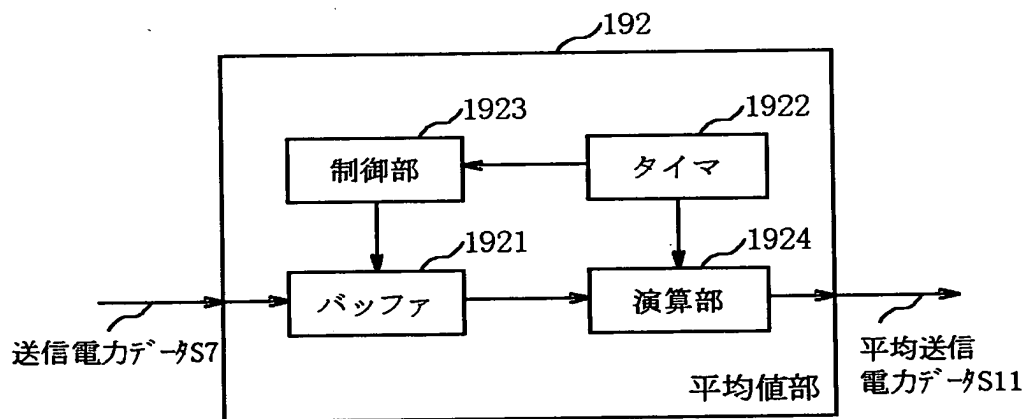 192
1923
1922
制御部
タイマ
1921
1924
バッファ
演算部
送信電力データS7
平均送信
電力データS11
平均値部